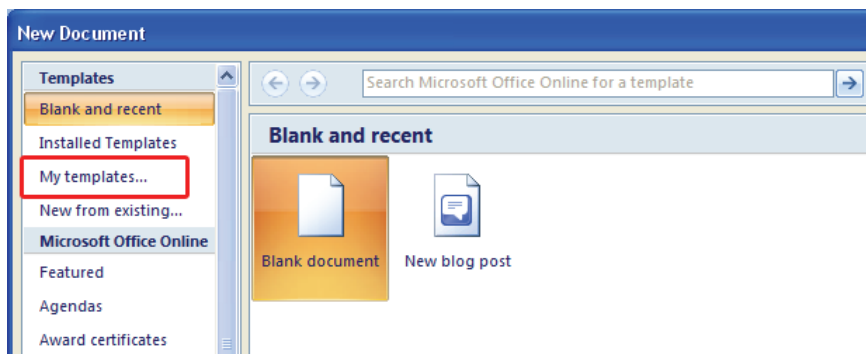 New Document
Templates
Blank and recent
Installed Templates
My templates...
New from existing...
Microsoft Office Online
Featured
Agendas
Award certificates
Search Microsoft Office Online for a template
Blank and recent
Blank document
New blog post